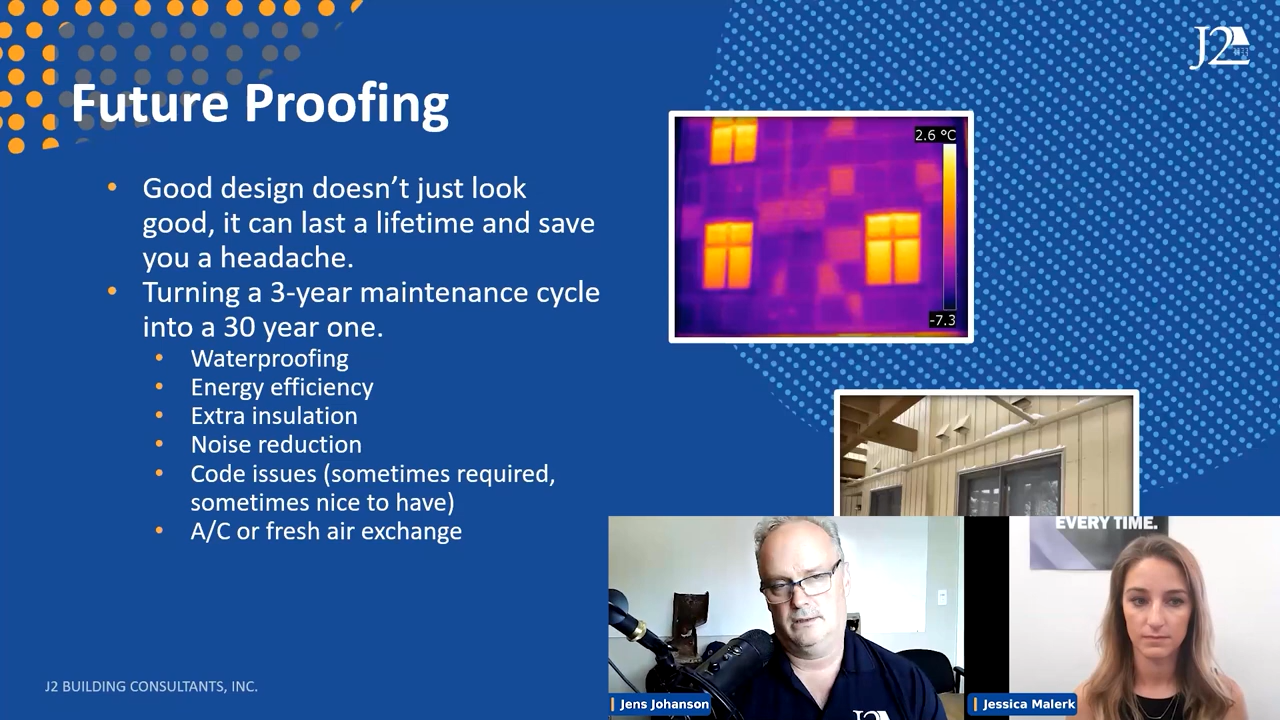 J2
Future Proofing
Good design doesn’t just look
good, it can last a lifetime and save
you a headache.
Turning a 3-year maintenance cycle
into a 30 year one.
Waterproofing
Energy efficiency
Extra insulation
Noise reduction
Code issues (sometimes required,
sometimes nice to have)
A/C or fresh air exchange
2.6 °C
-7.3
EVERY TIME.
J2
Jens Johanson
Jessica Malerk
J2 BUILDING CONSULTANTS, INC.